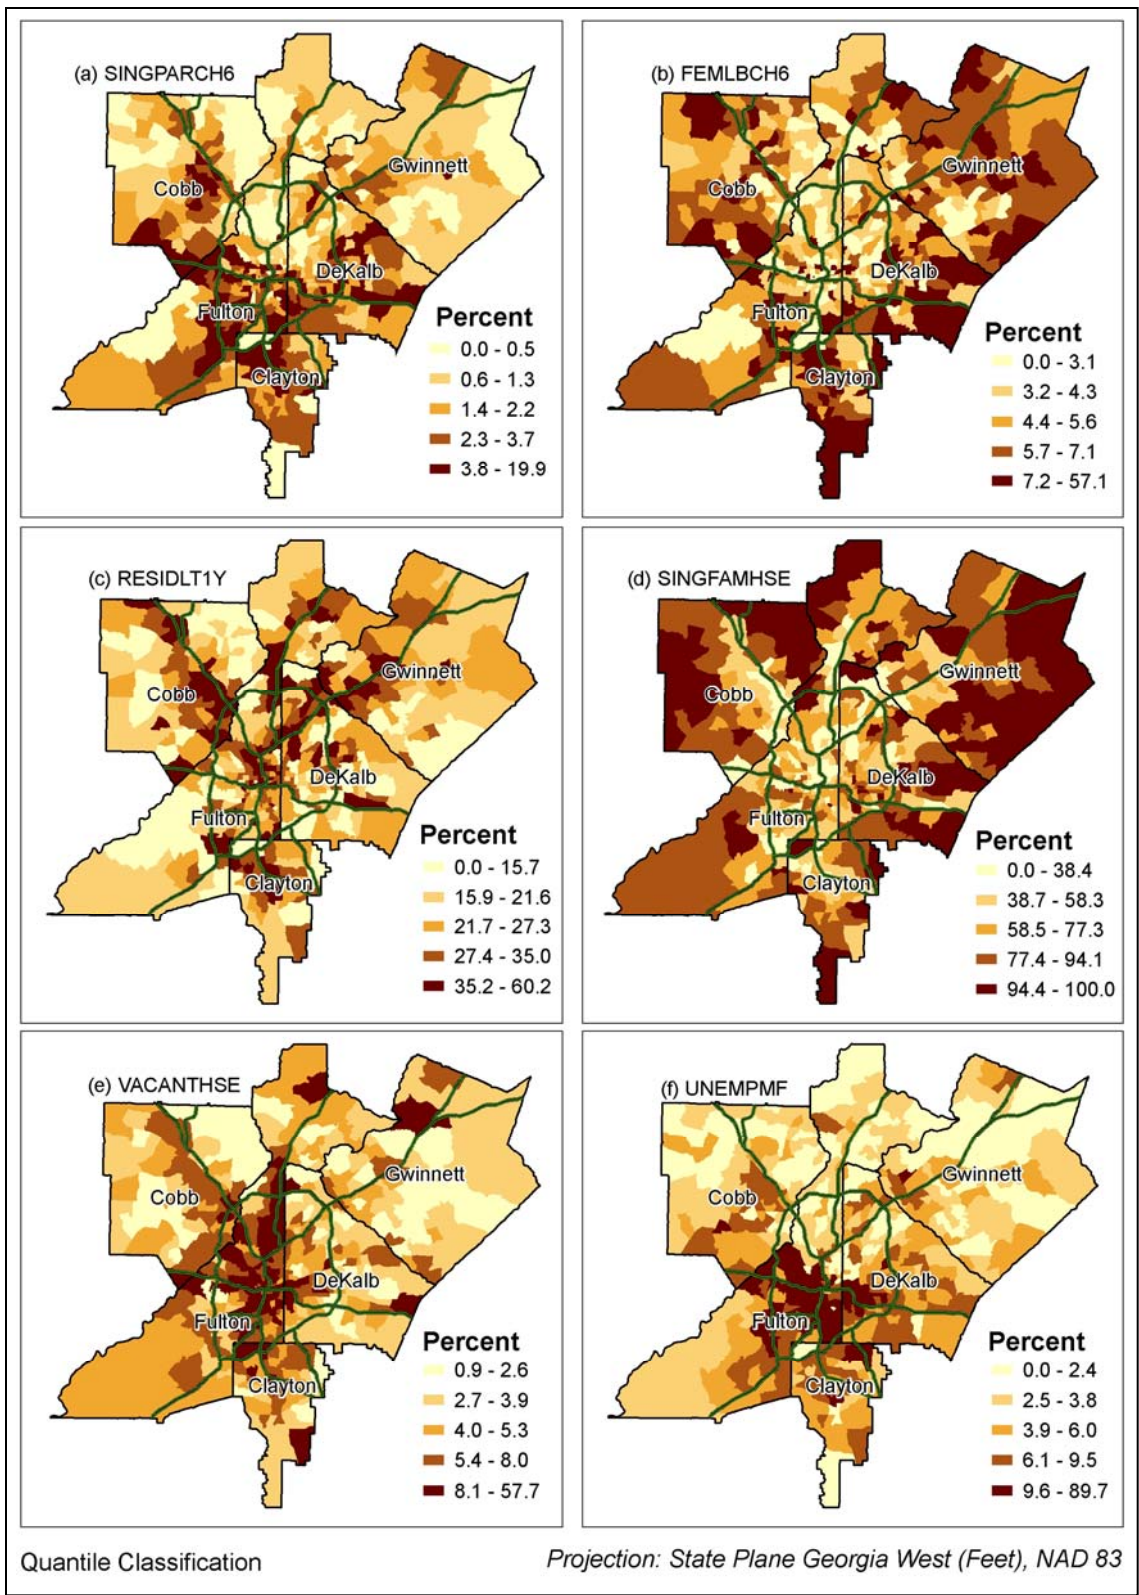 (a) SINGPARCH6
Gwinnett
Cobb
DeKalb
Fulton
Clayton
Percent
0.0 - 0.5
0.6 - 1.3
1.4 - 2.2
2.3 - 3.7
3.8 - 19.9
(b) FEMLBCH6
Gwinnett
Cobb
DeKalb
Fulton
Clayton
Percent
0.0 - 3.1
3.2 - 4.3
4.4 - 5.6
5.7 - 7.1
7.2 - 57.1
(c) RESIDLT1Y
Gwinnett
Cobb
DeKalb
Fulton
Clayton
Percent
0.0 - 15.7
15.9 - 21.6
21.7 - 27.3
27.4 - 35.0
35.2 - 60.2
(d) SINGFAMHSE
Gwinnett
Cobb
DeKalb
Fulton
Clayton
Percent
0.0 - 38.4
38.7 - 58.3
58.5 - 77.3
77.4 - 94.1
94.4 - 100.0
(e) VACANTHSE
Gwinnett
Cobb
DeKalb
Fulton
Clayton
Percent
0.9 - 2.6
2.7 - 3.9
4.0 - 5.3
5.4 - 8.0
8.1 - 57.7
(f) UNEMPMF
Gwinnett
Cobb
DeKalb
Fulton
Clayton
Percent
0.0 - 2.4
2.5 - 3.8
3.9 - 6.0
6.1 - 9.5
9.6 - 89.7
Quantile Classification
Projection: State Plane Georgia West (Feet), NAD 83